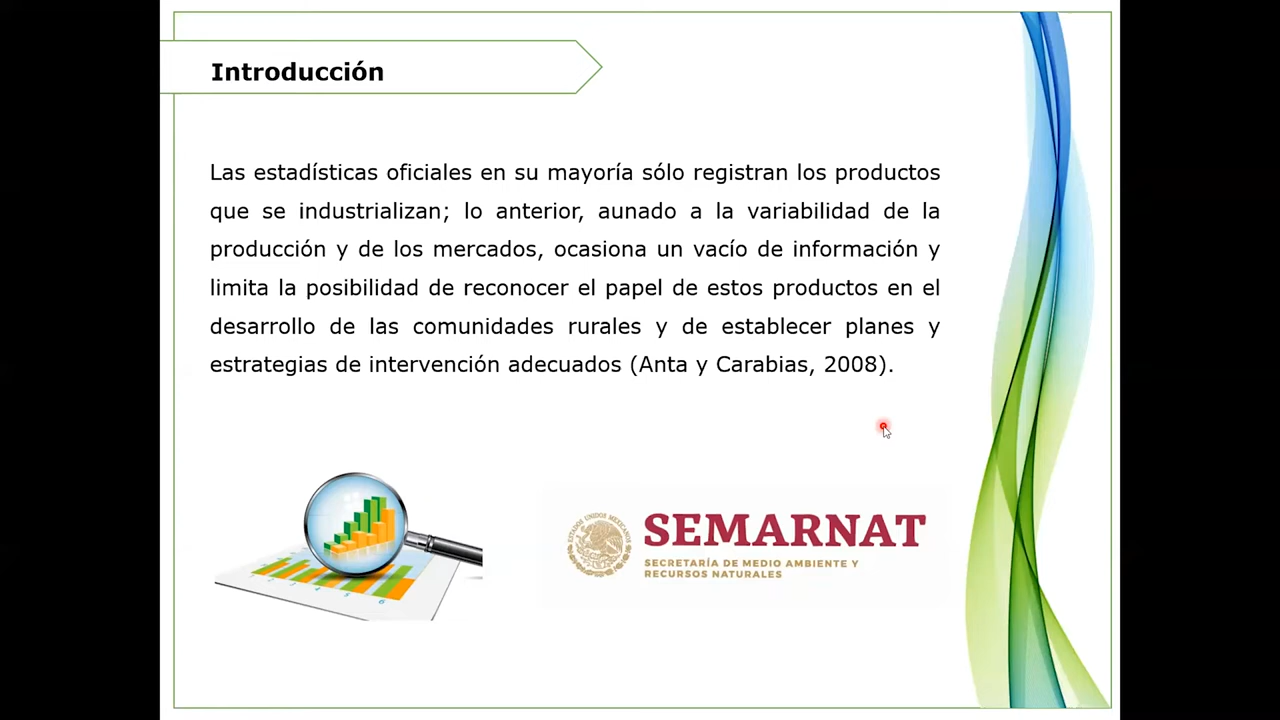 Introducción
Las estadísticas oficiales en su mayoría sólo registran los productos
que se industrializan; lo anterior, aunado a la variabilidad de la
producción y de los mercados, ocasiona un vacío de información y
limita la posibilidad de reconocer el papel de estos productos en el
desarrollo de las comunidades rurales y de establecer planes y
estrategias de intervención adecuados (Anta y Carabias, 2008).
ESTADOS UNIDOS MEXICANOS
SEMARNAT
SECRETARÍA DE MEDIO AMBIENTE Y
RECURSOS NATURALES